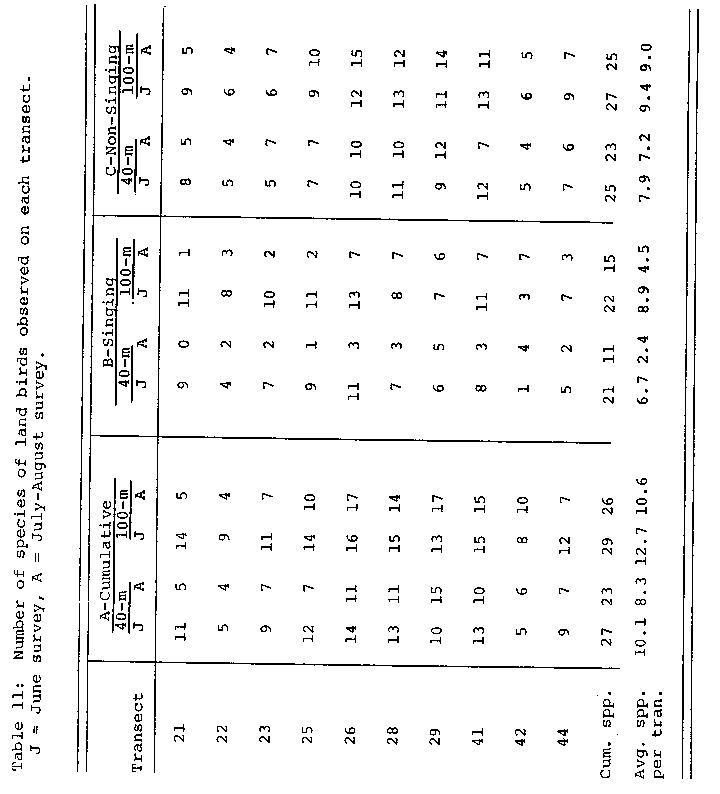 Table 11: Number of species of land birds observed on each transect.
J = June survey, A = July-August survey.
A-Cumulative B-Singing C-Non-Singing
40-m 100-m 40-m 100-m 40-m 100-m
Transect J A J A J A J A J A J A
21 11 5 14 5 9 0 11 1 8 5 9 5
22 5 4 9 4 4 2 8 3 5 4 6 4
23 9 7 11 7 7 2 10 2 5 7 6 7
25 12 7 14 10 9 1 11 2 7 7 9 10
26 14 11 16 17 11 3 13 7 10 10 12 15
28 13 11 15 14 7 3 8 7 11 10 13 12
29 10 15 13 17 6 5 7 6 9 12 11 14
41 13 10 15 15 8 3 11 7 12 7 13 11
42 5 6 8 10 1 4 3 7 5 4 6 5
44 9 7 12 7 5 2 7 3 7 6 9 7
Cum. spp. 27 23 29 26 21 11 22 15 25 23 27 25
Avg. spp. 10.1 8.3 12.7 10.6 6.7 2.4 8.9 4.5 7.9 7.2 9.4 9.0
per tran.